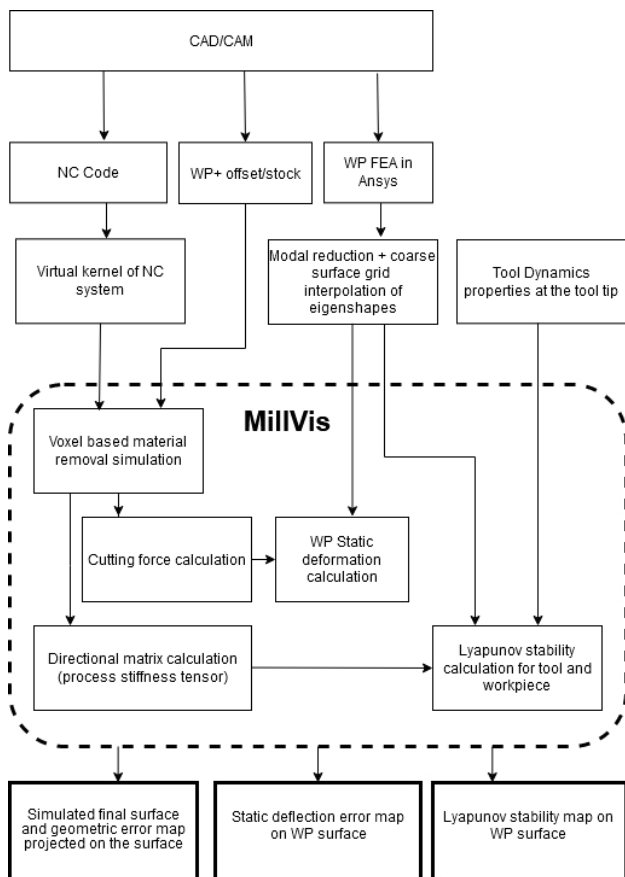 CAD/CAM
NC Code
WP+ offset/stock
WP FEA in
Ansys
Virtual kernel of NC
system
Modal reduction + coarse
surface grid
interpolation of
eigenshapes
Tool Dynamics
properties at the tool tip
MillVis
Voxel based material
removal simulation
Cutting force calculation
WP Static
deformation
calculation
Directional matrix calculation
(process stiffness tensor)
Lyapunov stability
calculation for tool and
workpiece
Simulated final surface
and geometric error map
projected on the surface
Static deflection error map
on WP surface
Lyapunov stability map on
WP surface